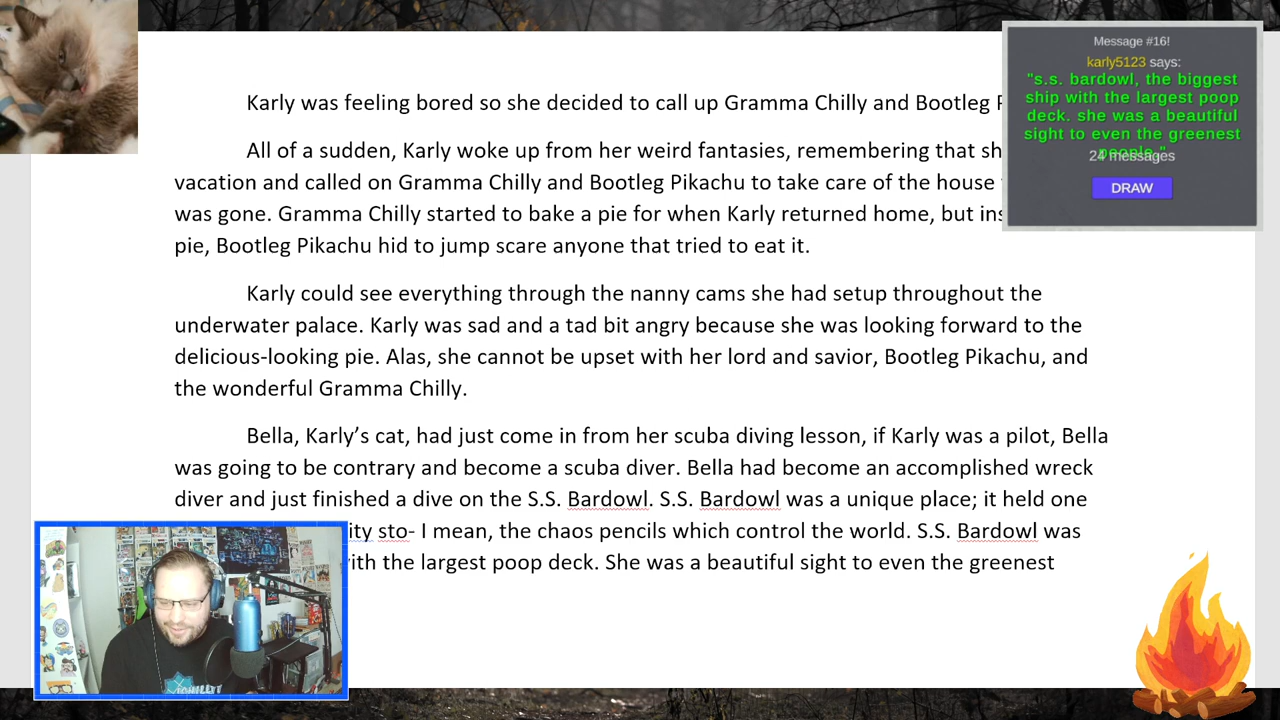 Karly was feeling bored so she decided to call up Gramma Chilly and Bootleg
All of a sudden, Karly woke up from her weird fantasies, remembering that
vacation and called on Gramma Chilly and Bootleg Pikachu to take care of the house
was gone. Gramma Chilly started to bake a pie for when Karly returned home, but
pie, Bootleg Pikachu hid to jump scare anyone that tried to eat it.
Karly could see everything through the nanny cams she had setup throughout the
underwater palace. Karly was sad and a tad bit angry because she was looking forward to the
delicious-looking pie. Alas, she cannot be upset with her lord and savior, Bootleg Pikachu, and
the wonderful Gramma Chilly.
Bella, Karly’s cat, had just come in from her scuba diving lesson, if Karly was a pilot, Bella
was going to be contrary and become a scuba diver. Bella had become an accomplished wreck
diver and just finished a dive on the S.S. Bardowl. S.S. Bardowl was a unique place; it held one
sto- I mean, the chaos pencils which control the world. S.S. Bardowl was
with the largest poop deck. She was a beautiful sight to even the greenest
Message #16!
karly5123 says:
"s.s. bardowl, the biggest
ship with the largest poop
deck. she was a beautiful
sight to even the greenest
people."
24 messages
DRAW